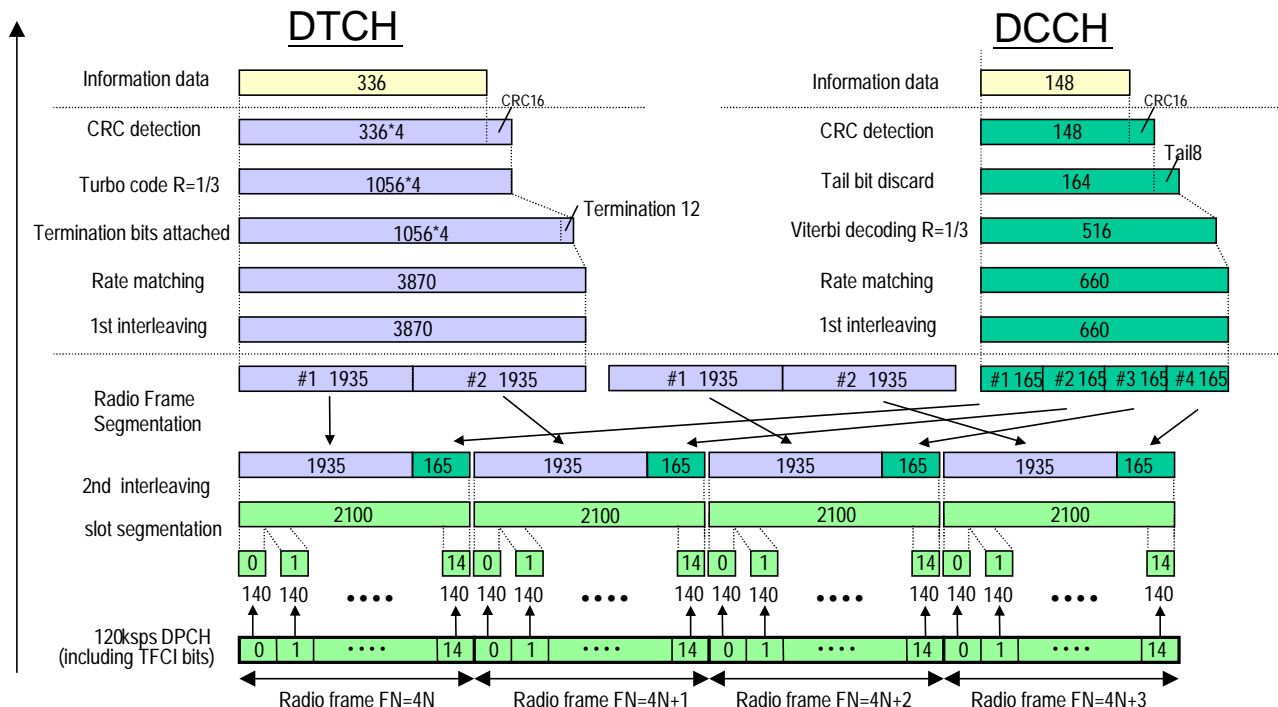 DTCH DCCH
Information data 336 Information data 148
CRC16 CRC16
CRC detection 336*4 CRC detection 148
Tail8
Turbo code R=1/3 1056*4 Tail bit discard 164
Termination 12
Termination bits attached 1056*4 Viterbi decoding R=1/3 516
Rate matching 3870 Rate matching 660
1st interleaving 3870 1st interleaving 660
#1 1935 #2 1935 #1 1935 #2 1935 #1 165 #2 165 #3 165 #4 165
Radio Frame
Segmentation
1935 165 1935 165 1935 165 1935 165
2nd interleaving
2100 2100 2100 2100
slot segmentation
0 1 14 0 1 14 0 1 14 0 1 14
140 140 •••• 140 140 140 •••• 140 140 140 •••• 140 140 140 •••• 140
120ksps DPCH
(including TFCI bits)
0 1 •••• 14 0 1 •••• 14 0 1 •••• 14 0 1 •••• 14
Radio frame FN=4N Radio frame FN=4N+1 Radio frame FN=4N+2 Radio frame FN=4N+3